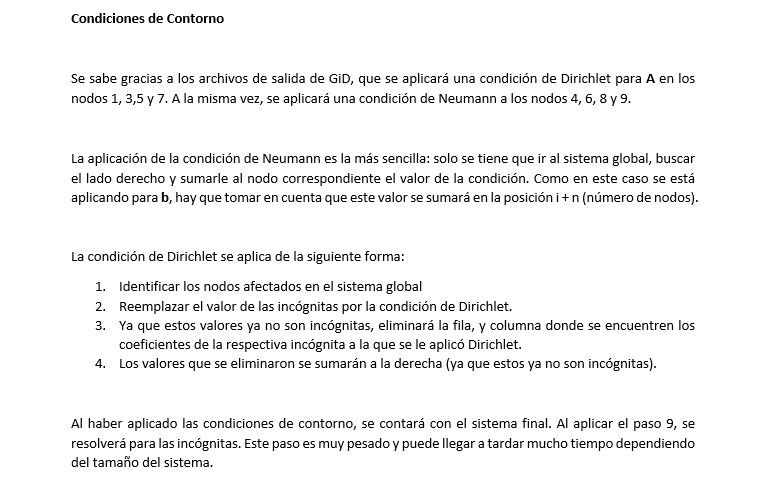 Condiciones de Contorno
Se sabe gracias a los archivos de salida de GiD, que se aplicará una condición de Dirichlet para A en los
nodos 1, 3,5 y 7. A la misma vez, se aplicará una condición de Neumann a los nodos 4, 6, 8 y 9.
La aplicación de la condición de Neumann es la más sencilla: solo se tiene que ir al sistema global, buscar
el lado derecho y sumarle al nodo correspondiente el valor de la condición. Como en este caso se está
aplicando para b, hay que tomar en cuenta que este valor se sumará en la posición i + n (número de nodos).
La condición de Dirichlet se aplica de la siguiente forma:
1. Identificar los nodos afectados en el sistema global
2. Reemplazar el valor de las incógnitas por la condición de Dirichlet.
3. Ya que estos valores ya no son incógnitas, eliminará la fila, y columna donde se encuentren los
coeficientes de la respectiva incógnita a la que se le aplicó Dirichlet.
4. Los valores que se eliminaron se sumarán a la derecha (ya que estos ya no son incógnitas).
Al haber aplicado las condiciones de contorno, se contará con el sistema final. Al aplicar el paso 9, se
resolverá para las incógnitas. Este paso es muy pesado y puede llegar a tardar mucho tiempo dependiendo
del tamaño del sistema.